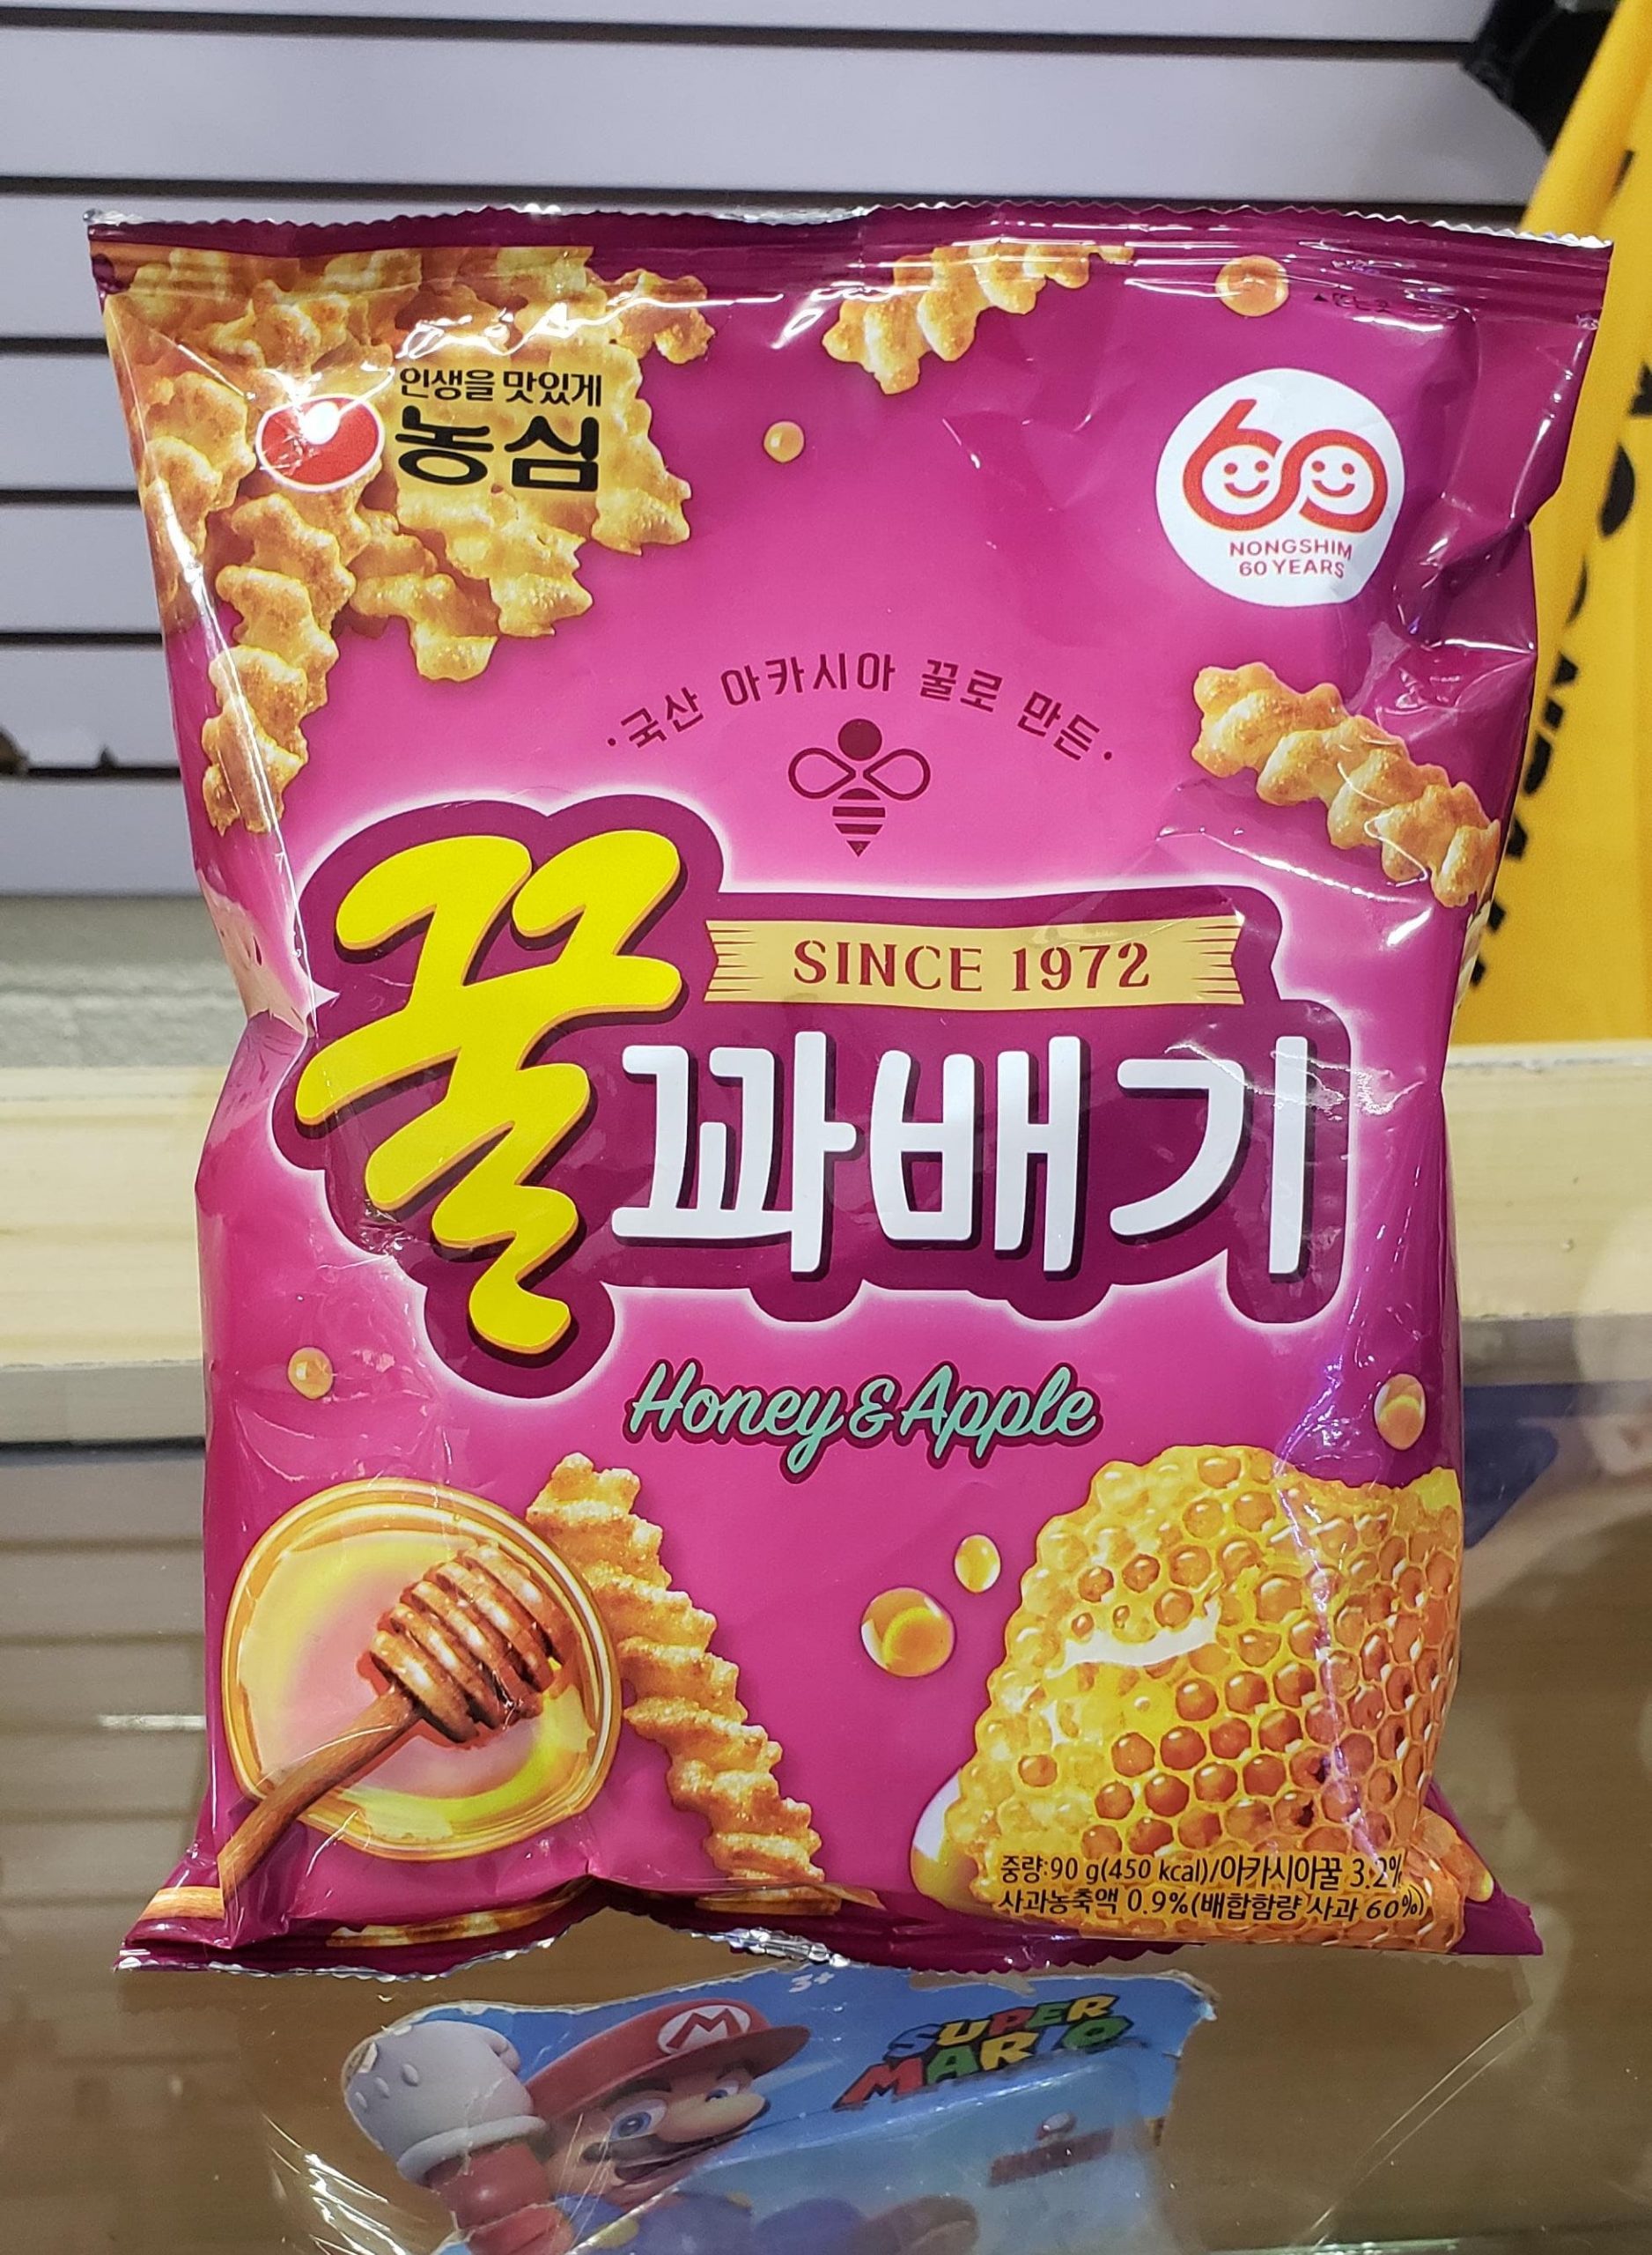 인생을 맛있게
농심
60
NONGSHIM
60 YEARS
·국산 아카시아 꿀로 만든·
SINCE 1972
꿀꽈배기
Honey & Apple
중량:90 g(450 kcal)/아카시아꿀 3.2%
사과농축액 0.9%(배합함량 사과 60%)
3+
M
SUPER
MARIO